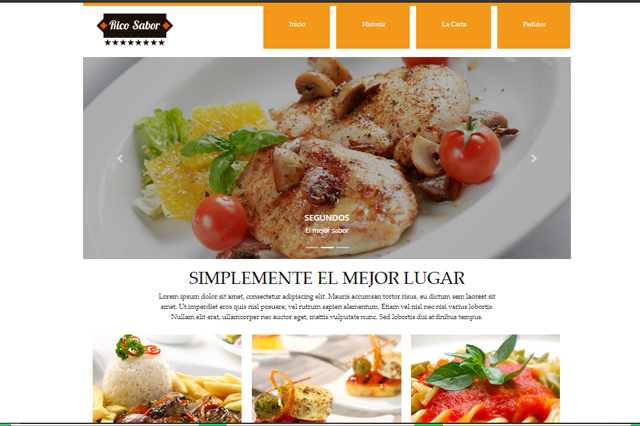 Rico Sabor
Inicio
Historia
La Carta
Pedidos
SEGUNDOS
El mejor sabor
SIMPLEMENTE EL MEJOR LUGAR
Lorem ipsum dolor sit amet, consectetur adipiscing elit. Mauris accumsan tortor risus, eu dictum sem laoreet sit
amet. Ut imperdiet eros quis nisl posuere, vel rutrum sapien elementum. Etiam vel nisl nec nisi varius lobortis.
Nullam elit erat, ullamcorper nec auctor eget, mattis vulputate nunc. Sed lobortis dui at finibus tempus.